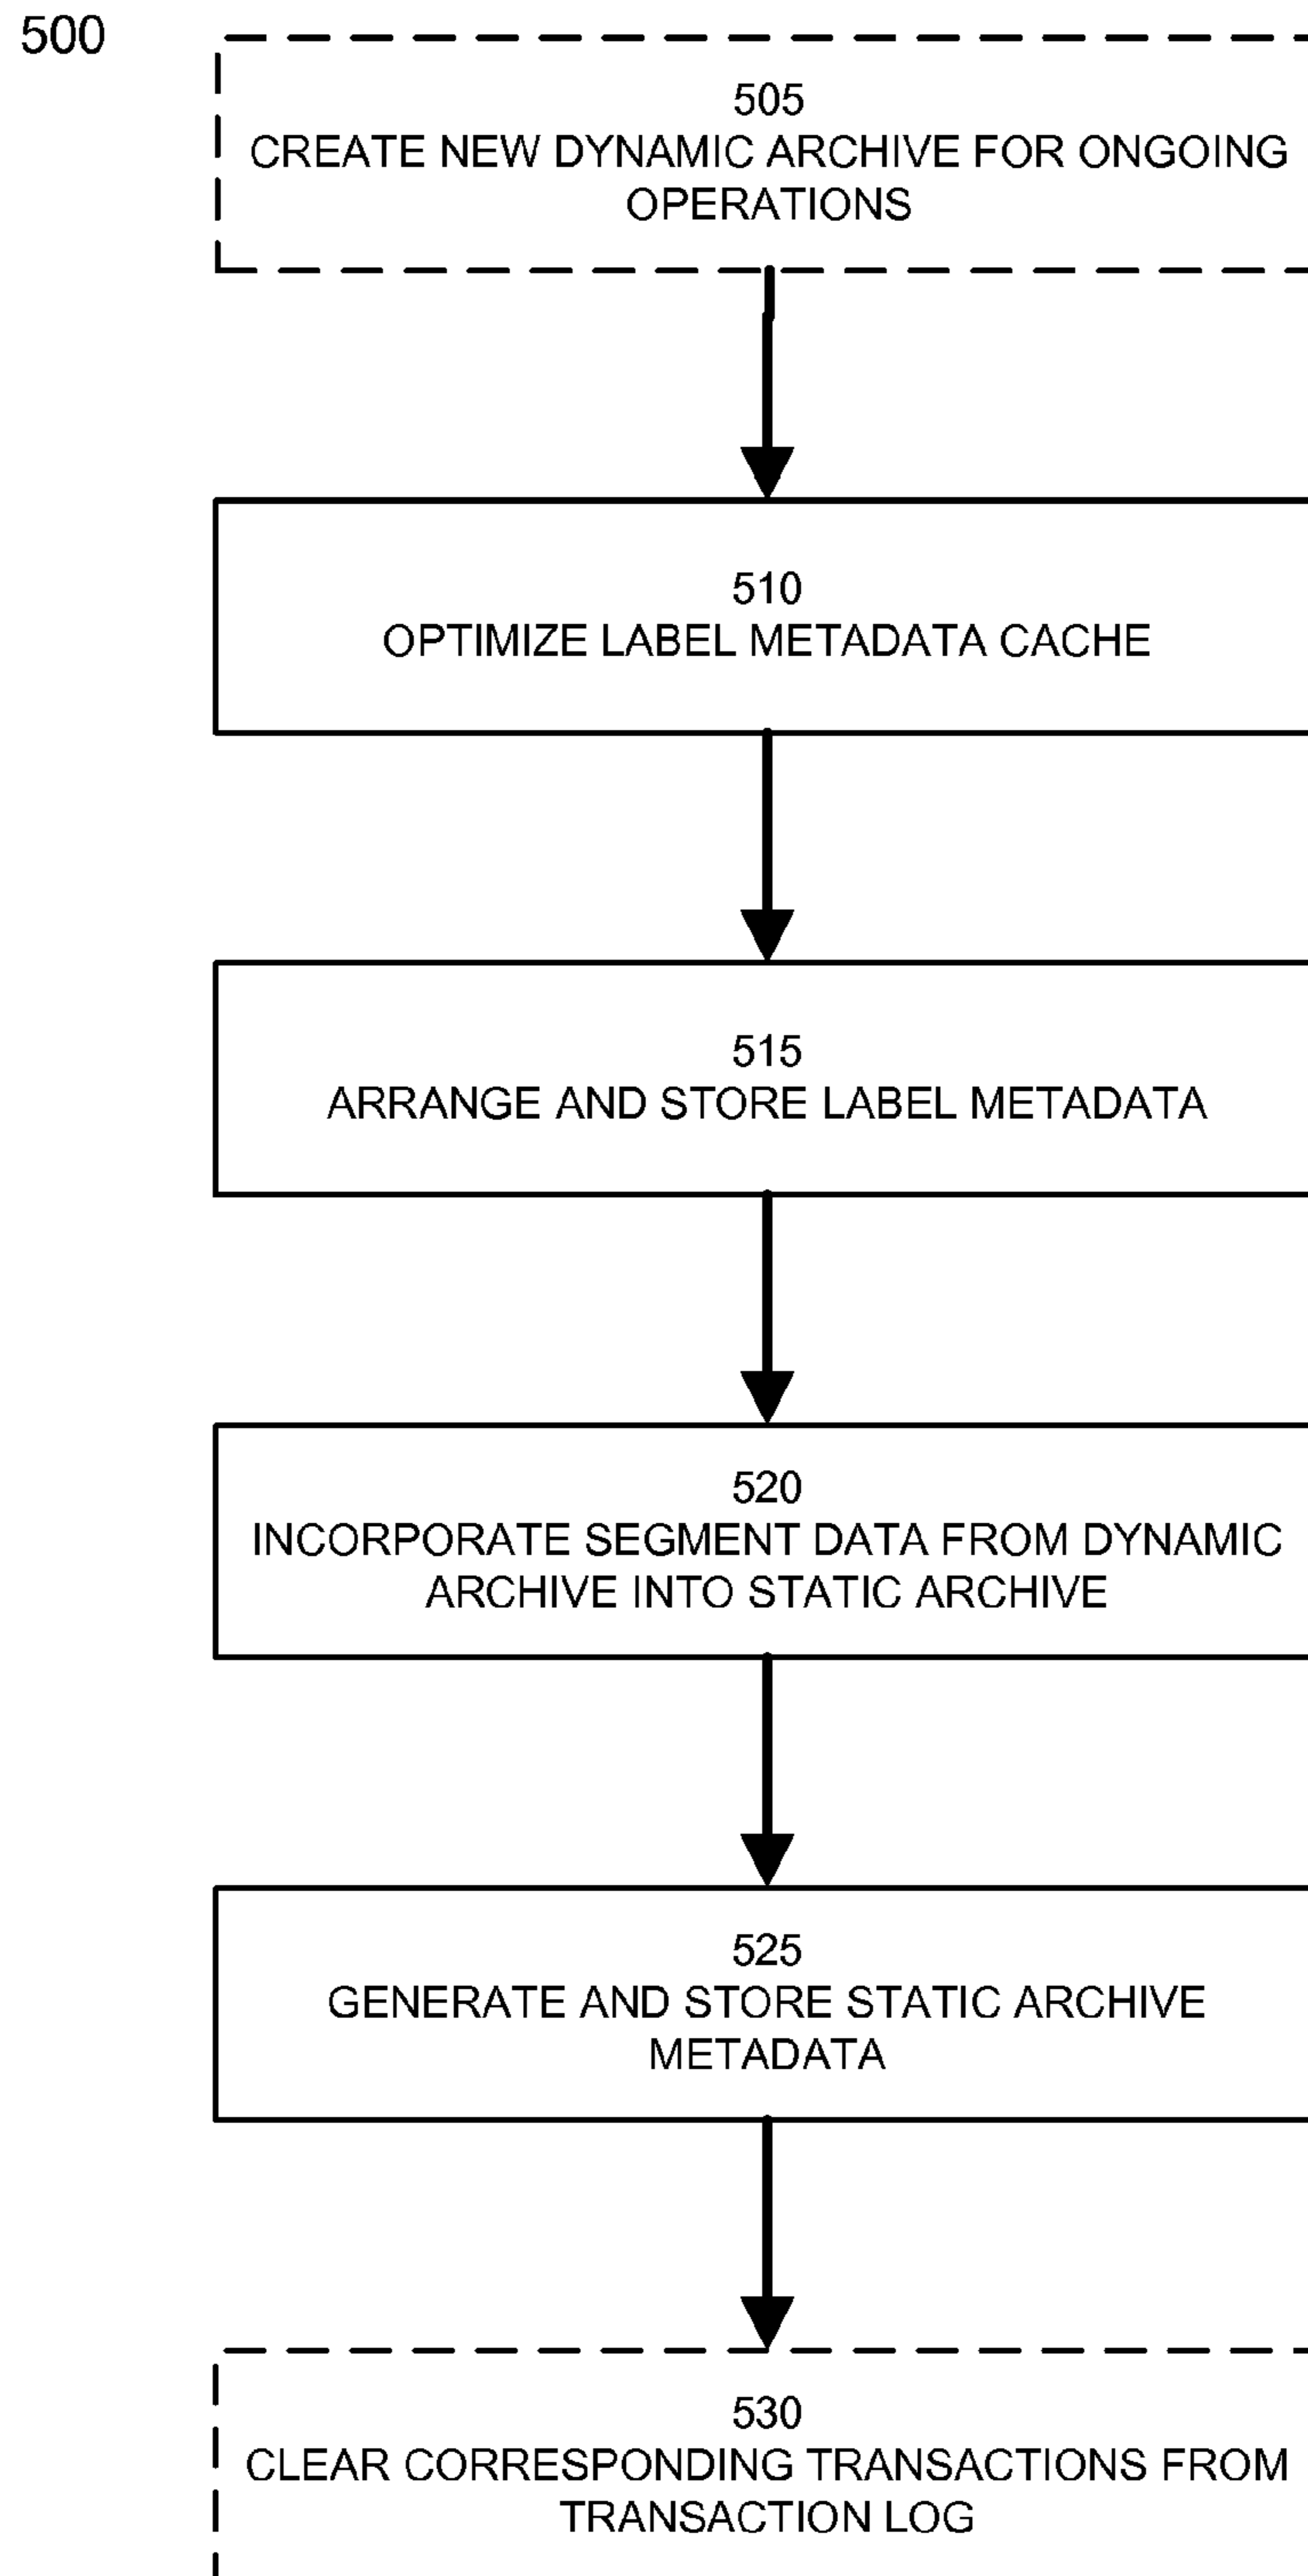 500
505
CREATE NEW DYNAMIC ARCHIVE FOR ONGOING
OPERATIONS
510
OPTIMIZE LABEL METADATA CACHE
515
ARRANGE AND STORE LABEL METADATA
520
INCORPORATE SEGMENT DATA FROM DYNAMIC
ARCHIVE INTO STATIC ARCHIVE
525
GENERATE AND STORE STATIC ARCHIVE
METADATA
530
CLEAR CORRESPONDING TRANSACTIONS FROM
TRANSACTION LOG